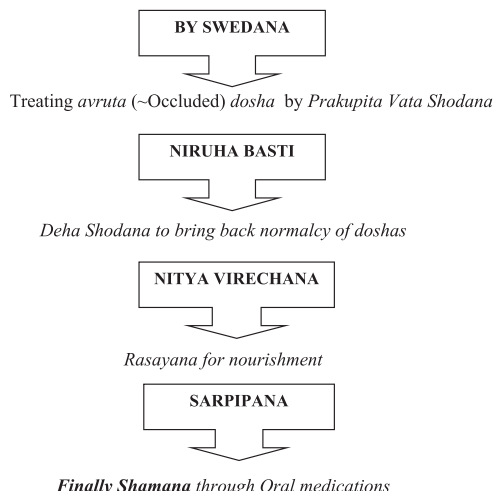 BY SWEDANA
Treating avruta (~Occluded) dosha by Prakupita Vata Shodana
NIRUHA BASTI
Deha Shodana to bring back normalcy of doshas
NITYA VIRECHANA
Rasayana for nourishment
SARPIPANA
Finally Shamana through Oral medications